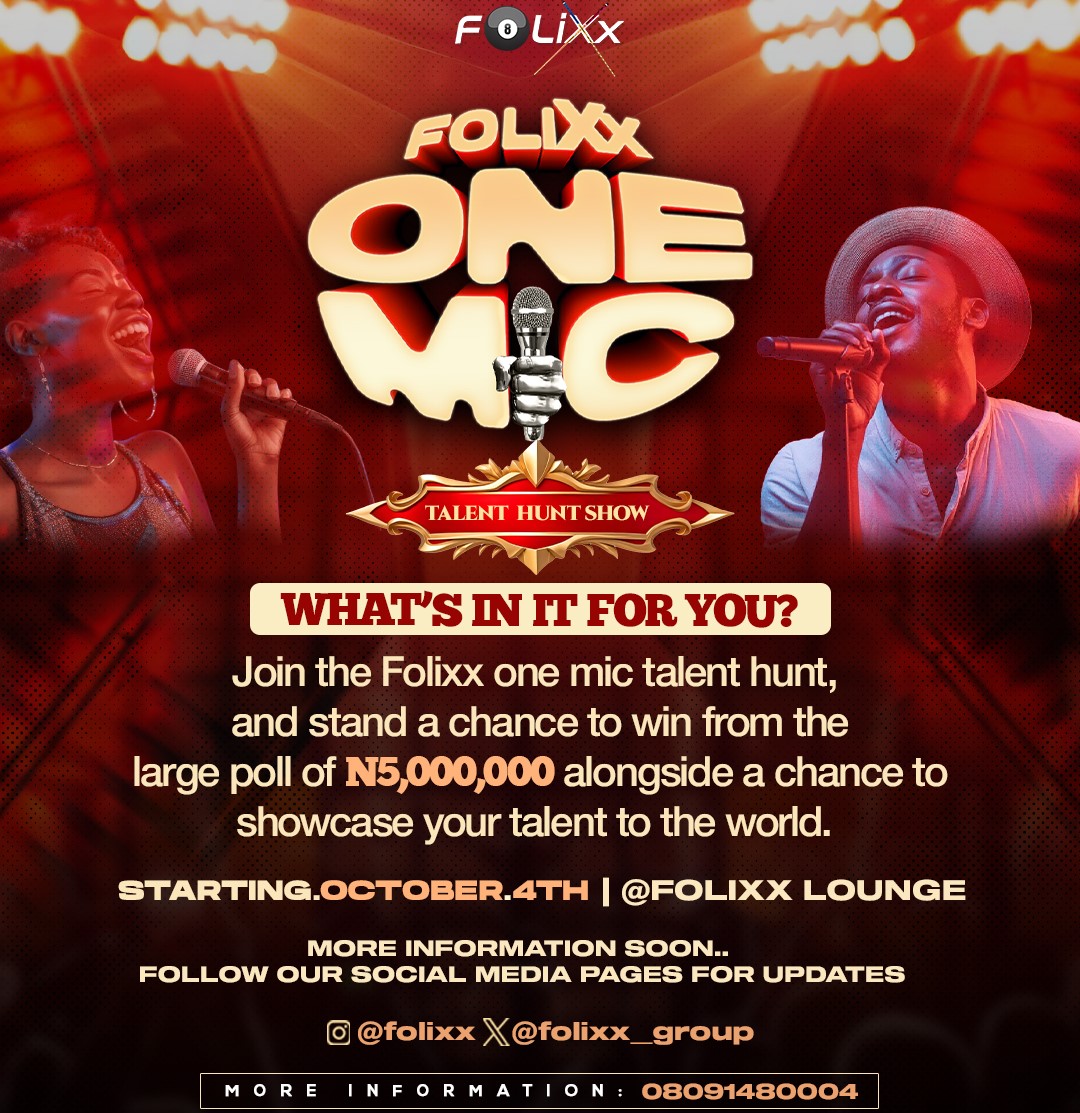 FOLiXx
FOLiXx
ONE
MIC
TALENT HUNT SHOW
WHAT'S IN IT FOR YOU?
Join the Folixx one mic talent hunt,
and stand a chance to win from the
large poll of N5,000,000 alongside a chance to
showcase your talent to the world.
STARTING.OCTOBER.4TH | @FOLIXX LOUNGE
MORE INFORMATION SOON..
FOLLOW OUR SOCIAL MEDIA PAGES FOR UPDATES
@folixx X@folixx_group
MORE INFORMATION: 08091480004